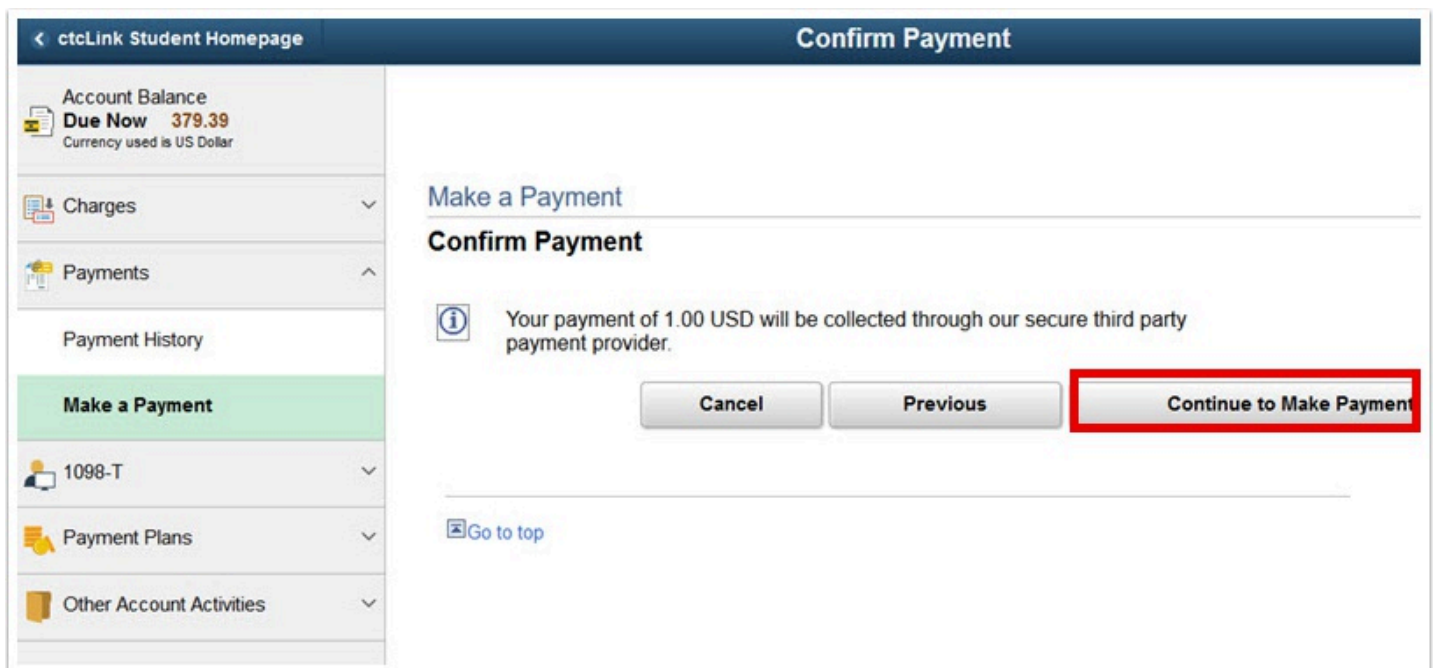 ctcLink Student Homepage
Confirm Payment
Account Balance
Due Now 379.39
Currency used is US Dollar
Charges
Payments
Payment History
Make a Payment
1098-T
Payment Plans
Other Account Activities
Make a Payment
Confirm Payment
Your payment of 1.00 USD will be collected through our secure third party
payment provider.
Cancel
Previous
Continue to Make Payment
Go to top